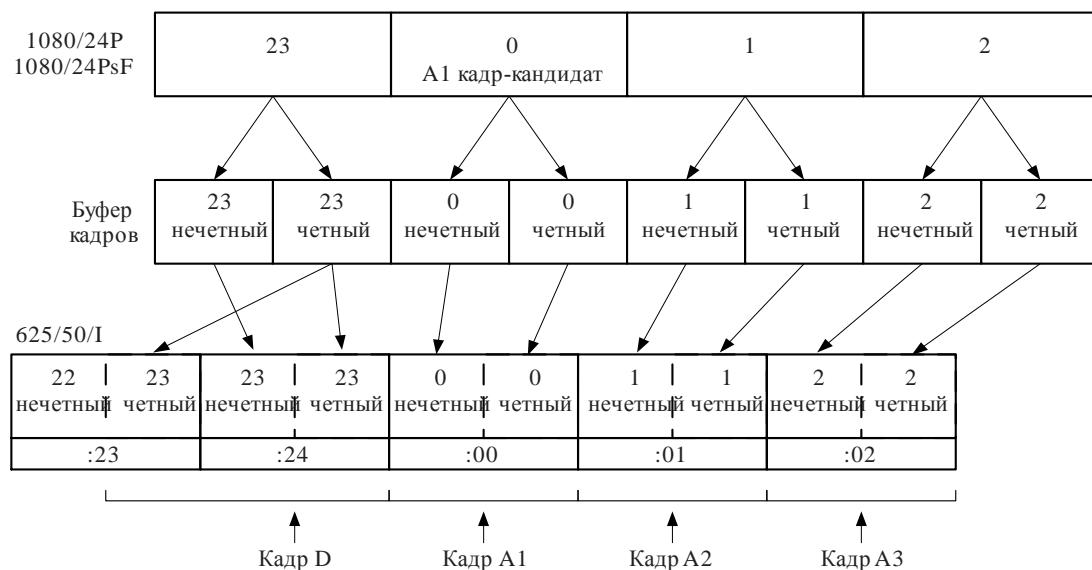 1080/24P
1080/24PsF
23
0
A1 кадр-кандидат
1
2
Буфер
кадров
23
нечетный
23
четный
0
нечетный
0
четный
1
нечетный
1
четный
2
нечетный
2
четный
625/50/I
22
нечетный
23
четный
23
нечетный
23
четный
0
нечетный
0
четный
1
нечетный
1
четный
2
нечетный
2
четный
:23
:24
:00
:01
:02
Кадр D
Кадр A1
Кадр A2
Кадр A3